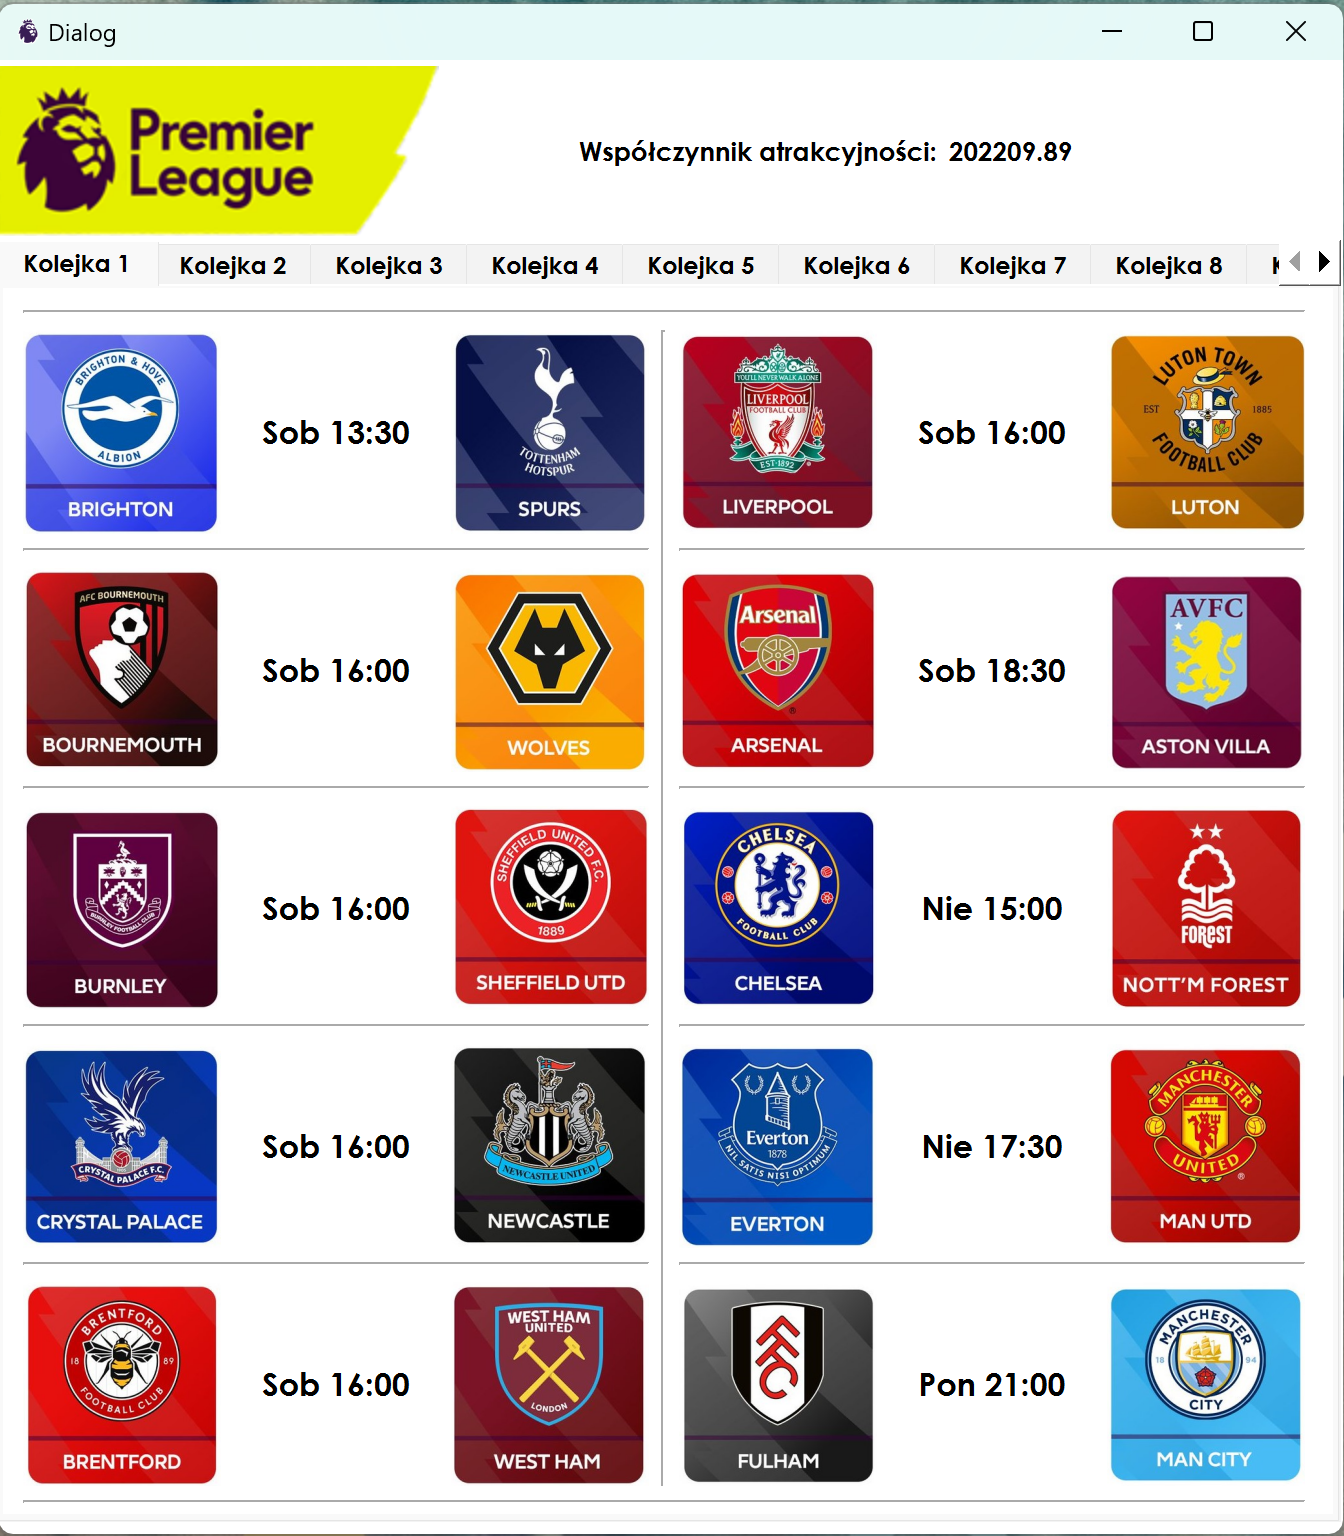 Dialog
Premier
League
Współczynnik atrakcyjności: 202209.89
Kolejka 1
Kolejka 2
Kolejka 3
Kolejka 4
Kolejka 5
Kolejka 6
Kolejka 7
Kolejka 8
BRIGHTON & HOVE
ALBION
BRIGHTON
Sob 13:30
TOTTENHAM
HOTSPUR
SPURS
YOU'LL NEVER WALK ALONE
LIVERPOOL
FOOTBALL CLUB
EST·1892
LIVERPOOL
Sob 16:00
LUTON TOWN
EST 1885
FOOTBALL CLUB
LUTON
AFC BOURNEMOUTH
BOURNEMOUTH
Sob 16:00
WOLVES
Arsenal
ARSENAL
Sob 18:30
AVFC
ASTON VILLA
BURNLEY FOOTBALL CLUB
BURNLEY
Sob 16:00
SHEFFIELD UNITED F.C.
1889
SHEFFIELD UTD
CHELSEA
FOOTBALL CLUB
CHELSEA
Nie 15:00
FOREST
NOTT'M FOREST
CRYSTAL PALACE F.C.
CRYSTAL PALACE
Sob 16:00
NEWCASTLE UNITED
NEWCASTLE
Everton
1878
NIL SATIS NISI OPTIMUM
EVERTON
Nie 17:30
MANCHESTER
UNITED
MAN UTD
BRENTFORD
18 89
FOOTBALL CLUB
BRENTFORD
Sob 16:00
WEST HAM
UNITED
LONDON
WEST HAM
FFC
FULHAM
Pon 21:00
MANCHESTER
18 94
CITY
MAN CITY